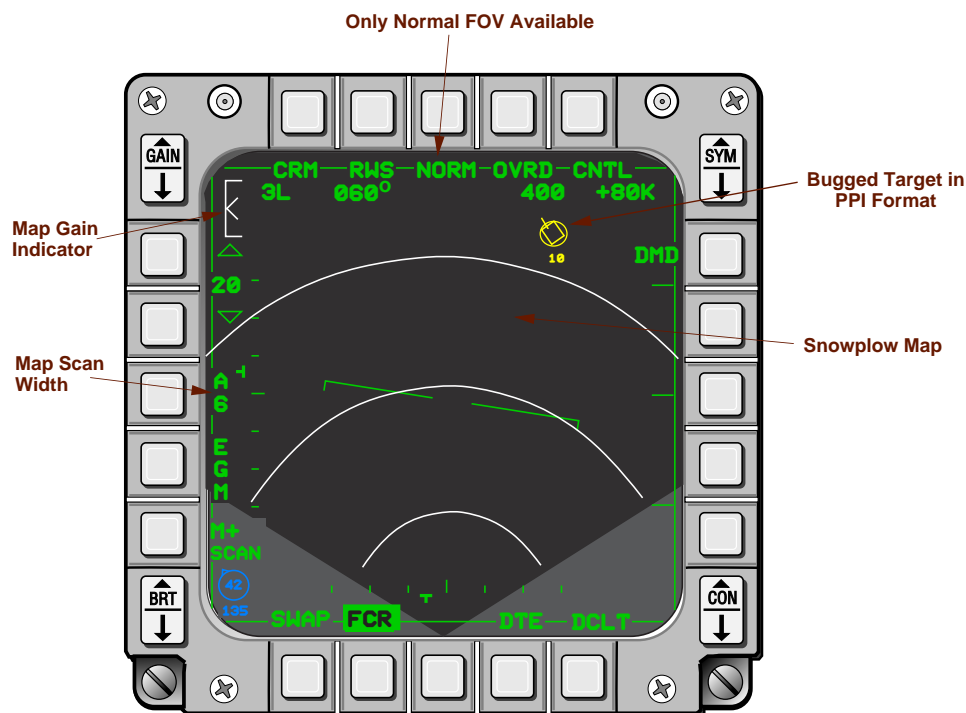 Only Normal FOV Available
GAIN
SYM
CRM RWS NORM OVRD CNTL
3L 060° 400 +80K
Bugged Target in
PPI Format
Map Gain
Indicator
10
DMD
20
Snowplow Map
Map Scan
Width
A
6
E
G
M
M+
SCAN
42
135
BRT
CON
SWAP FCR DTE DCLT